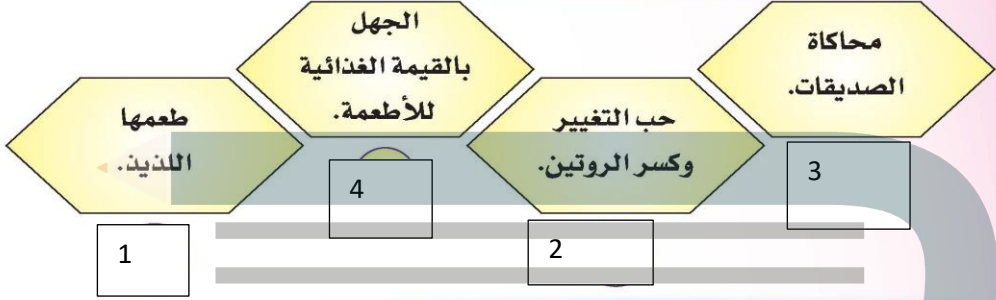 محاكاة
الصديقات.
3
حب التغيير
وكسر الروتين.
2
الجهل
بالقيمة الغذائية
للأطعمة.
4
طعمها
اللذيذ.
1